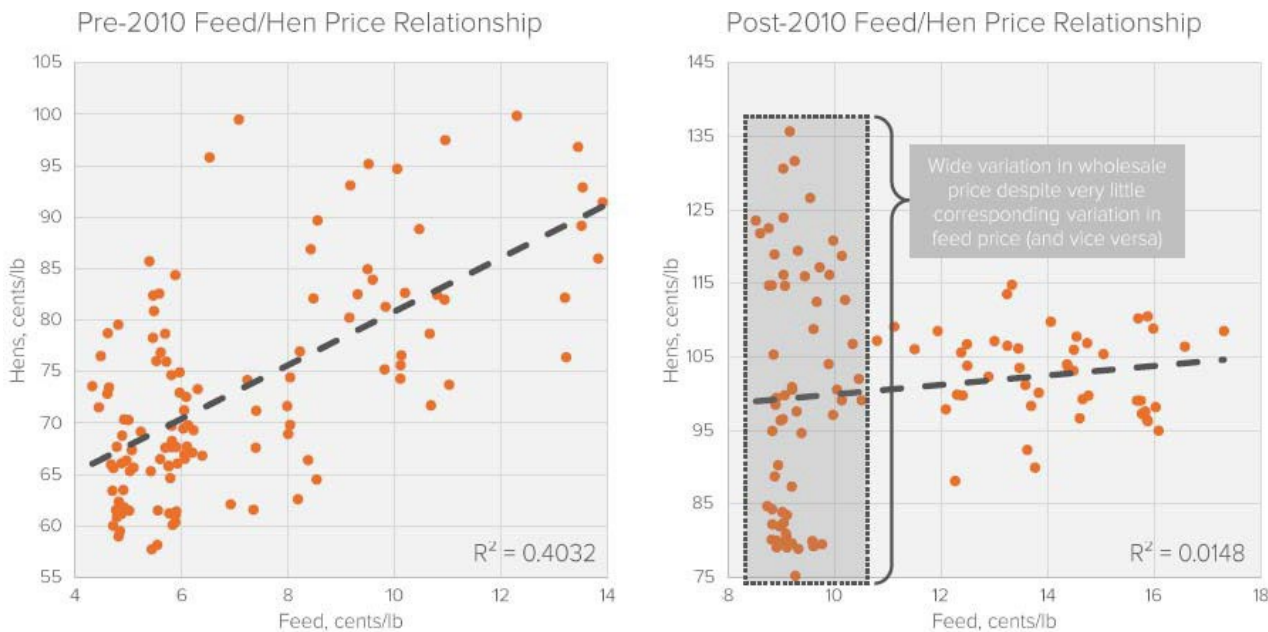 Pre-2010 Feed/Hen Price Relationship
105
100
95
90
85
80
75
70
65
60
55
Hens, cents/lb
4
6
8
10
12
14
Feed, cents/lb
R² = 0.4032
Post-2010 Feed/Hen Price Relationship
145
135
125
115
105
95
85
75
Hens, cents/lb
Wide variation in wholesale
price despite very little
corresponding variation in
feed price (and vice versa)
8
10
12
14
16
18
Feed, cents/lb
R² = 0.0148